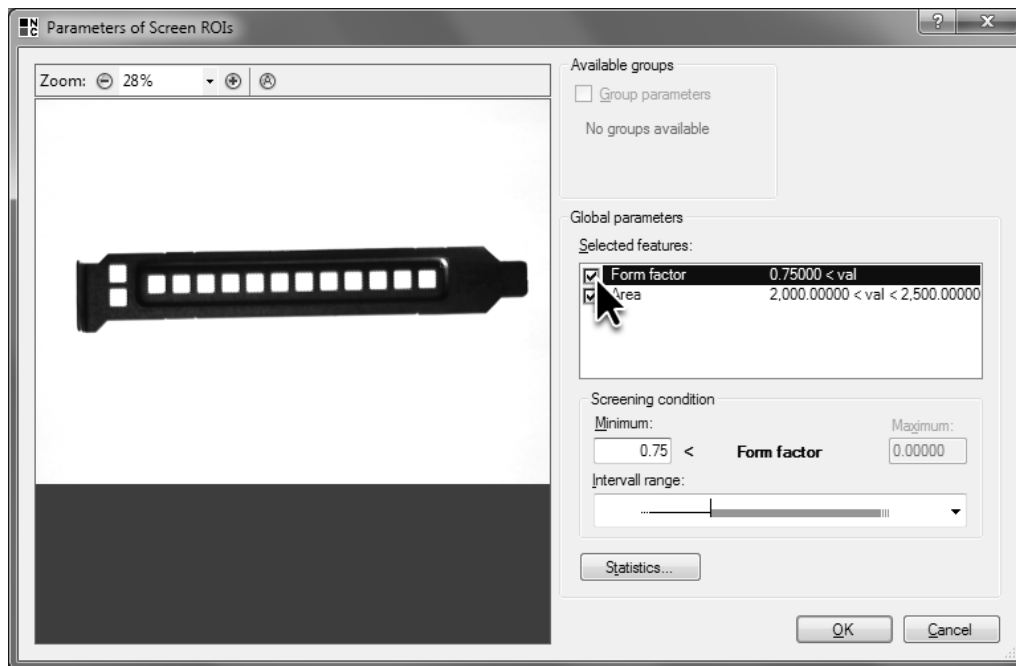 Parameters of Screen ROIs
Zoom: 28%
Available groups
Group parameters
No groups available
Global parameters
Selected features:
Form factor 0.75000 < val
Area 2,000.00000 < val < 2,500.00000
Screening condition
Minimum: Maximum:
0.75 < Form factor 0.00000
Intervall range:
Statistics...
OK Cancel